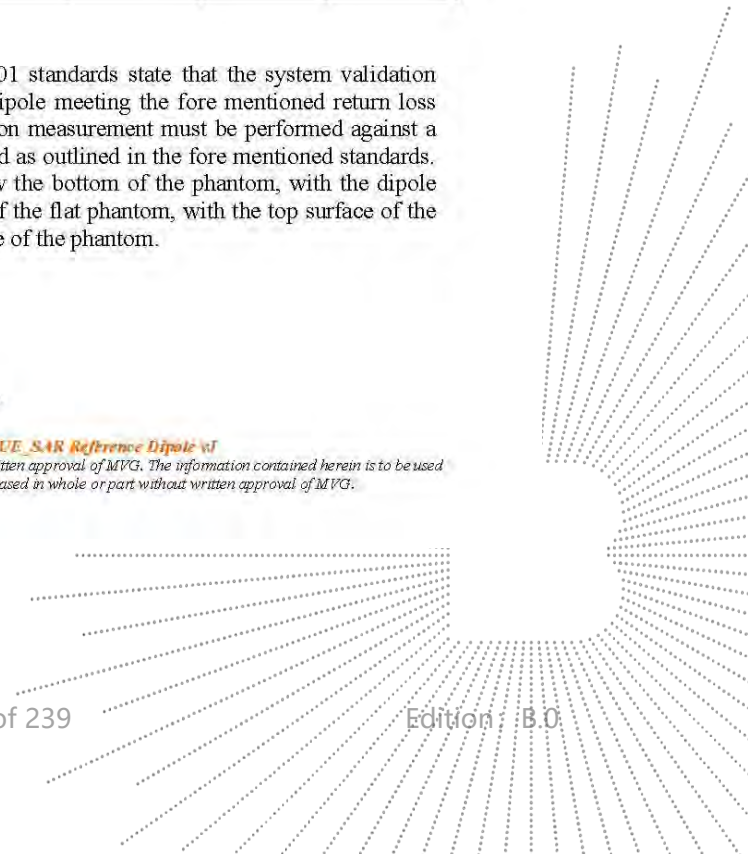 01 standards state that the system validation
ipole meeting the fore mentioned return loss
on measurement must be performed against a
d as outlined in the fore mentioned standards.
w the bottom of the phantom, with the dipole
f the flat phantom, with the top surface of the
e of the phantom.
UE_SAR Reference Dipole vJ
tten approval of MVG. The information contained herein is to be used
ased in whole or part without written approval of MVG.
of 239
Edition: B.0